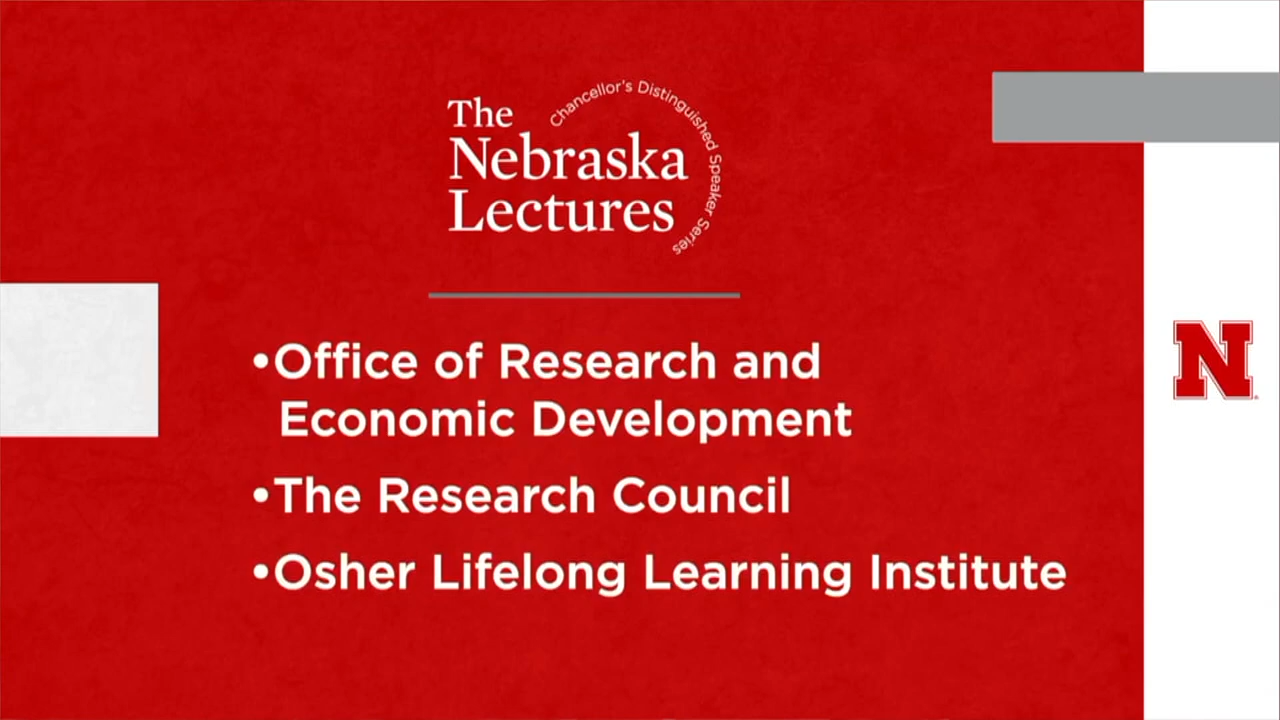 The
Nebraska
Lectures
Chancellor's Distinguished Speaker Series
•Office of Research and
Economic Development
•The Research Council
•Osher Lifelong Learning Institute
N